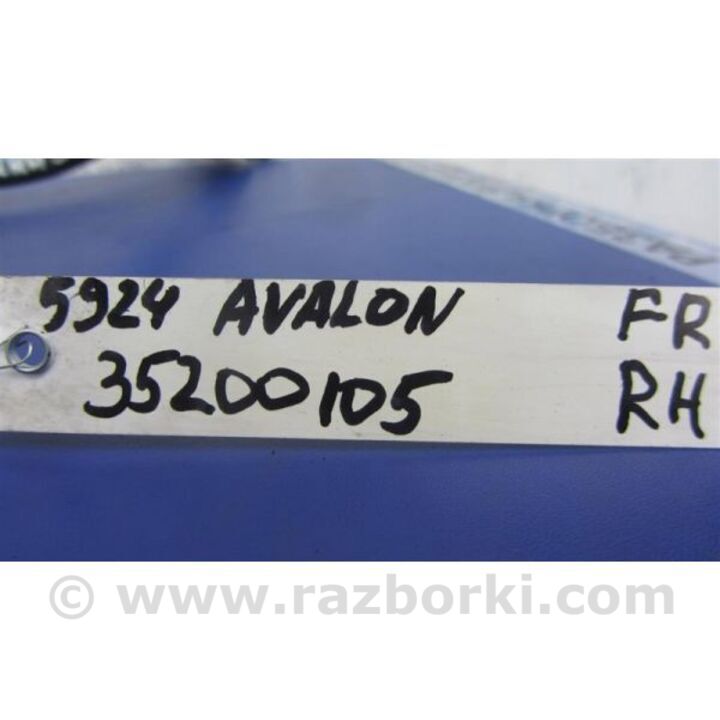 5924 AVALON FR
35200105 RH
© www.razborki.com